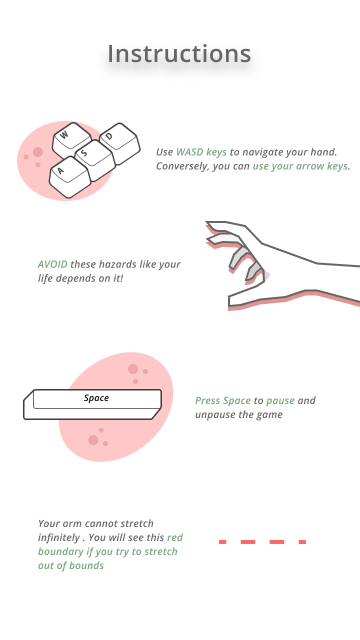 Instructions
W
D
S
A
Use WASD keys to navigate your hand.
Conversely, you can use your arrow keys.
AVOID these hazards like your
life depends on it!
Space
Press Space to pause and
unpause the game
Your arm cannot stretch
infinitely . You will see this red
boundary if you try to stretch
out of bounds